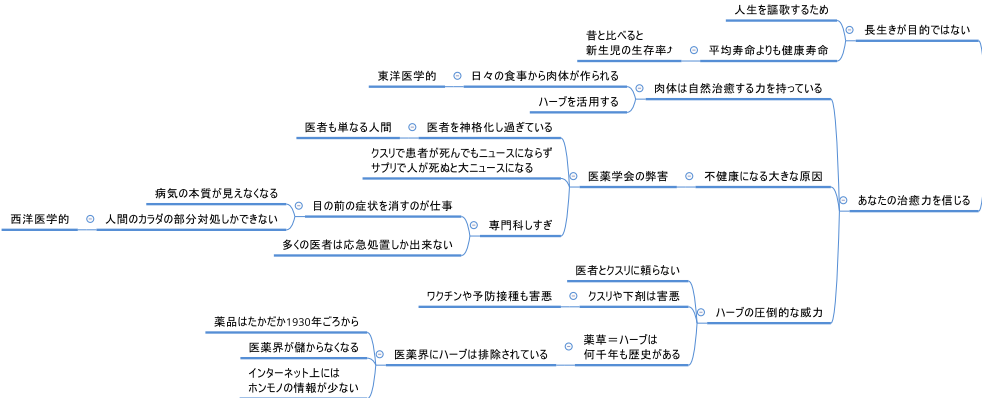 人生を謳歌するため
長生きが目的ではない
昔と比べると
新生児の生存率⤴
平均寿命よりも健康寿命
東洋医学的
日々の食事から肉体が作られる
肉体は自然治癒する力を持っている
ハーブを活用する
医者も単なる人間
医者を神格化し過ぎている
クスリで患者が死んでもニュースにならず
サプリで人が死ぬと大ニュースになる
医薬学会の弊害
不健康になる大きな原因
病気の本質が見えなくなる
目の前の症状を消すのが仕事
西洋医学的
人間のカラダの部分対処しかできない
専門科しすぎ
多くの医者は応急処置しか出来ない
あなたの治癒力を信じる
医者とクスリに頼らない
ワクチンや予防接種も害悪
クスリや下剤は害悪
ハーブの圧倒的な威力
薬品はたかだか1930年ごろから
医薬界が儲からなくなる
医薬界にハーブは排除されている
薬草＝ハーブは
何千年も歴史がある
インターネット上には
ホンモノの情報が少ない